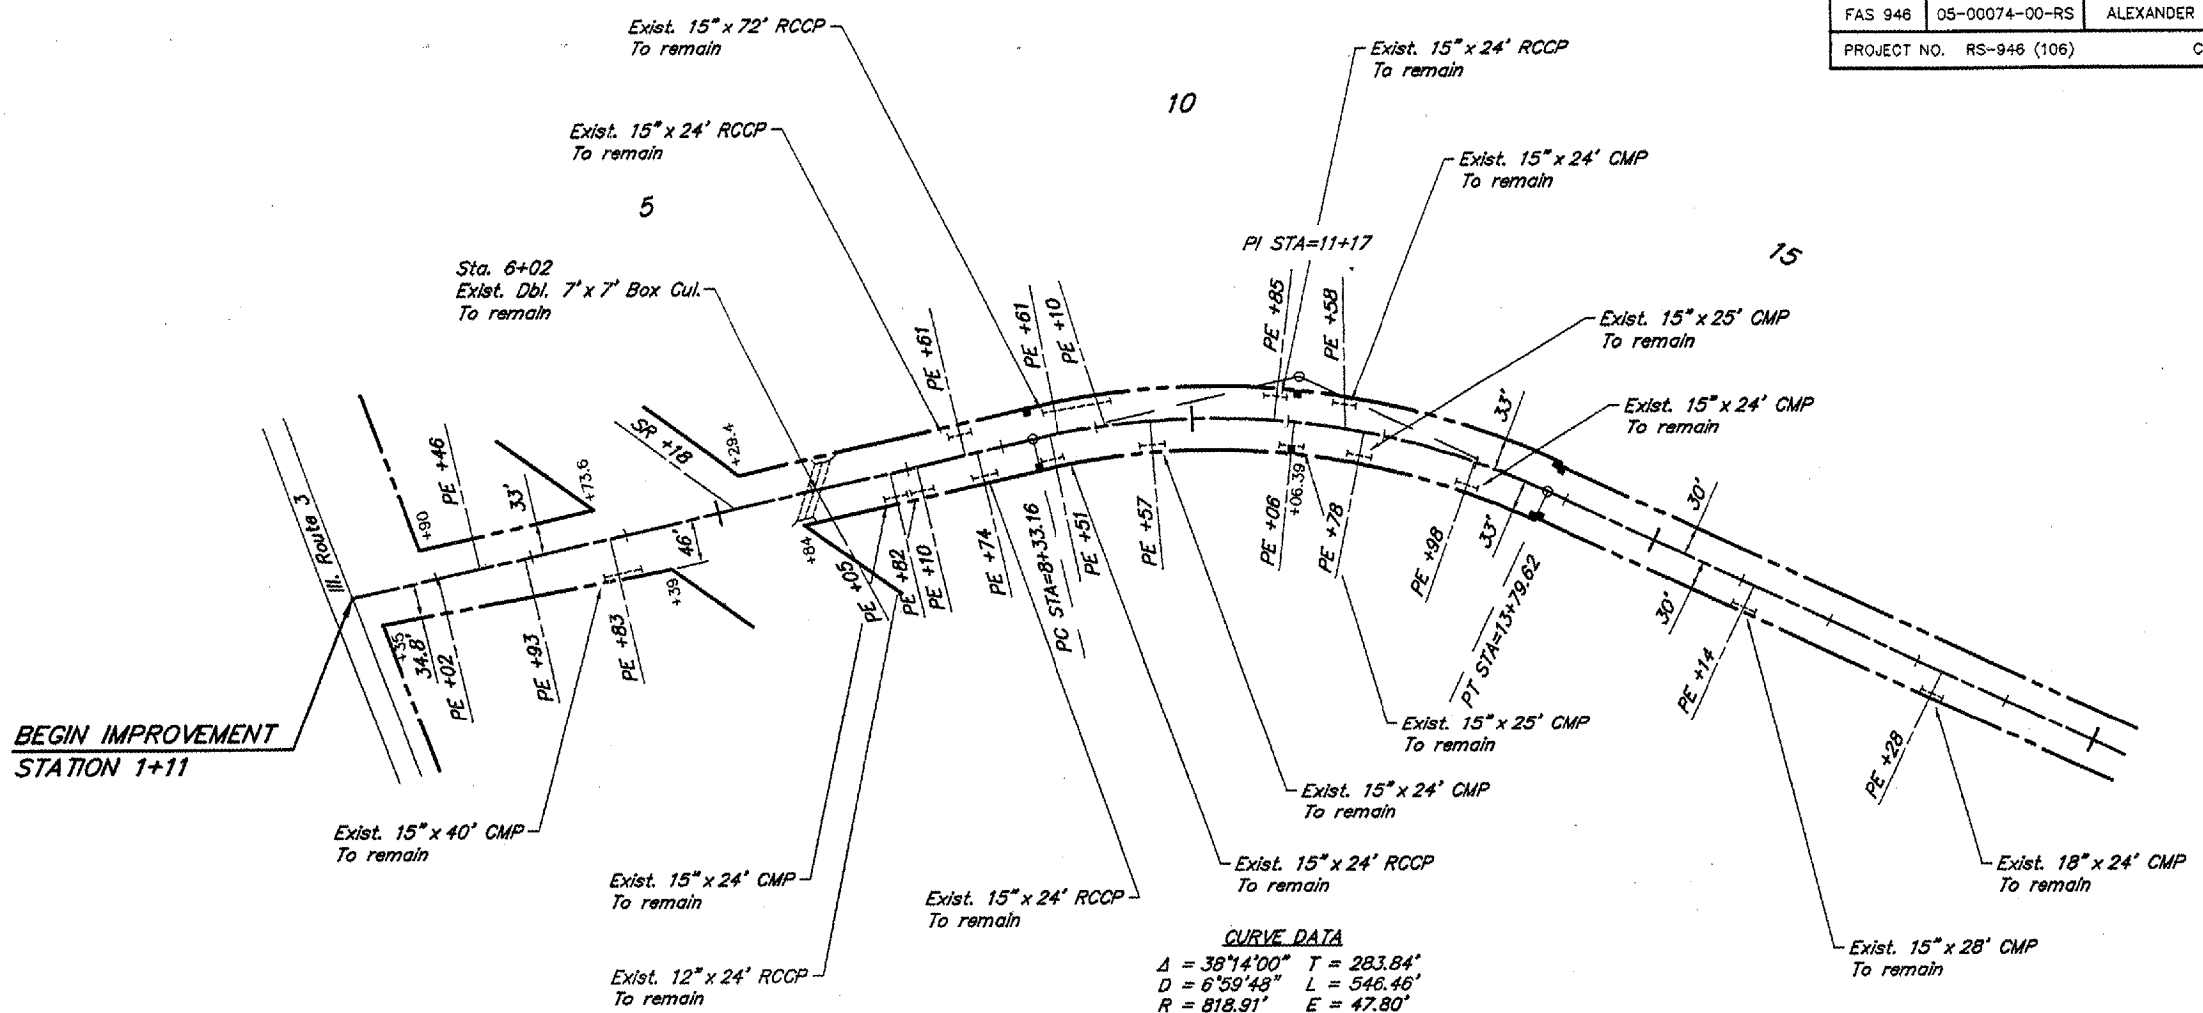 FAS 946 05-00074-00-RS ALEXANDER
PROJECT NO. RS-946 (106) C
Exist. 15" x 72' RCCP
To remain
Exist. 15" x 24' RCCP
To remain
10
Exist. 15" x 24' RCCP
To remain
Exist. 15" x 24' CMP
To remain
5
PI STA=11+17
15
Sta. 6+02
Exist. Dbl. 7' x 7' Box Cul.
To remain
Exist. 15" x 25' CMP
To remain
Exist. 15" x 24' CMP
To remain
PE +61
PE +61
PE +10
PE +85
PE +58
33'
Ill. Route 3
+90
PE +46
33'
+73.6
SR +18
+29.4
46'
+35
34.8'
PE +02
PE +93
PE +83
+39
+84
PE +05
PE +82
PE +10
PE +74
PC STA=8+33.16
PE +51
PE +57
PE +06
+06.39
PE +78
PE +98
33'
PT STA=13+79.62
30'
30'
PE +14
PE +28
BEGIN IMPROVEMENT
STATION 1+11
Exist. 15" x 25' CMP
To remain
Exist. 15" x 24' CMP
To remain
Exist. 15" x 40' CMP
To remain
Exist. 15" x 24' CMP
To remain
Exist. 15" x 24' RCCP
To remain
Exist. 15" x 24' RCCP
To remain
Exist. 18" x 24' CMP
To remain
Exist. 15" x 28' CMP
To remain
Exist. 12" x 24' RCCP
To remain
CURVE DATA
Δ = 38°14'00" T = 283.84'
D = 6°59'48" L = 546.46'
R = 818.91' E = 47.80'